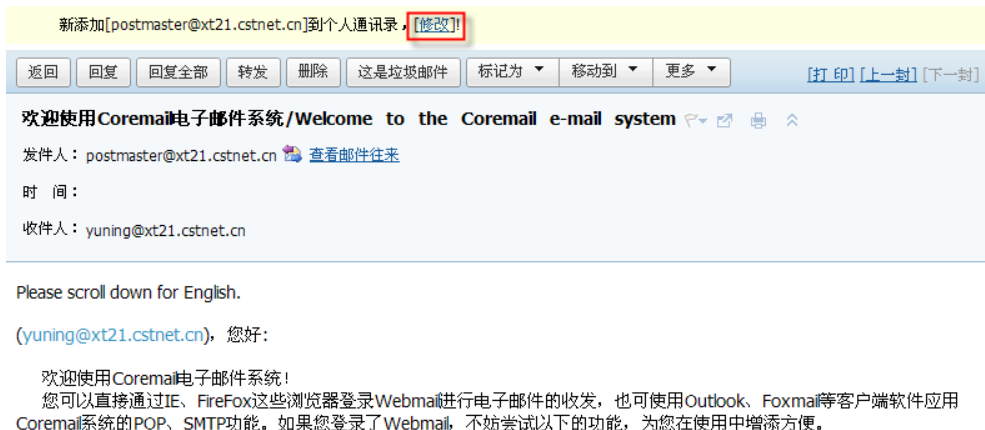 新添加[postmaster@xt21.cstnet.cn]到个人通讯录，[修改]!
返回 回复 回复全部 转发 删除 这是垃圾邮件 标记为 移动到 更多 [打 印] [上一封] [下一封]
欢迎使用Coremail电子邮件系统/Welcome to the Coremail e-mail system
发件人：postmaster@xt21.cstnet.cn 查看邮件往来
时 间：
收件人：yuning@xt21.cstnet.cn
Please scroll down for English.
(yuning@xt21.cstnet.cn)，您好:
欢迎使用Coremail电子邮件系统！
您可以直接通过IE、FireFox这些浏览器登录Webmail进行电子邮件的收发，也可使用Outlook、Foxmail等客户端软件应用
Coremail系统的POP、SMTP功能。如果您登录了Webmail，不妨尝试以下的功能，为您在使用中增添方便。